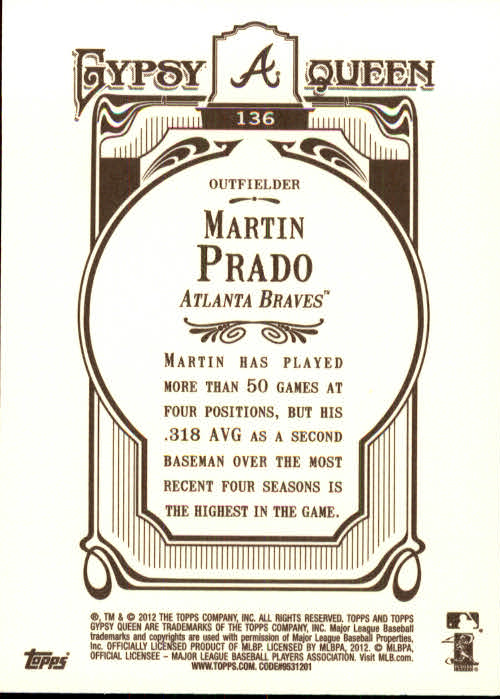 GYPSY A QUEEN
136
OUTFIELDER
MARTIN
PRADO
ATLANTA BRAVES™
MARTIN HAS PLAYED
MORE THAN 50 GAMES AT
FOUR POSITIONS, BUT HIS
.318 AVG AS A SECOND
BASEMAN OVER THE MOST
RECENT FOUR SEASONS IS
THE HIGHEST IN THE GAME.
®, TM & © 2012 THE TOPPS COMPANY, INC. ALL RIGHTS RESERVED. TOPPS AND TOPPS
GYPSY QUEEN ARE TRADEMARKS OF THE TOPPS COMPANY, INC. Major League Baseball
trademarks and copyrights are used with permission of Major League Baseball Properties,
Inc. OFFICIALLY LICENSED PRODUCT OF MLBP. LICENSED BY MLBPA, 2012. © MLBPA,
OFFICIAL LICENSEE – MAJOR LEAGUE BASEBALL PLAYERS ASSOCIATION. Visit MLB.com.
Topps WWW.TOPPS.COM. CODE#9531201